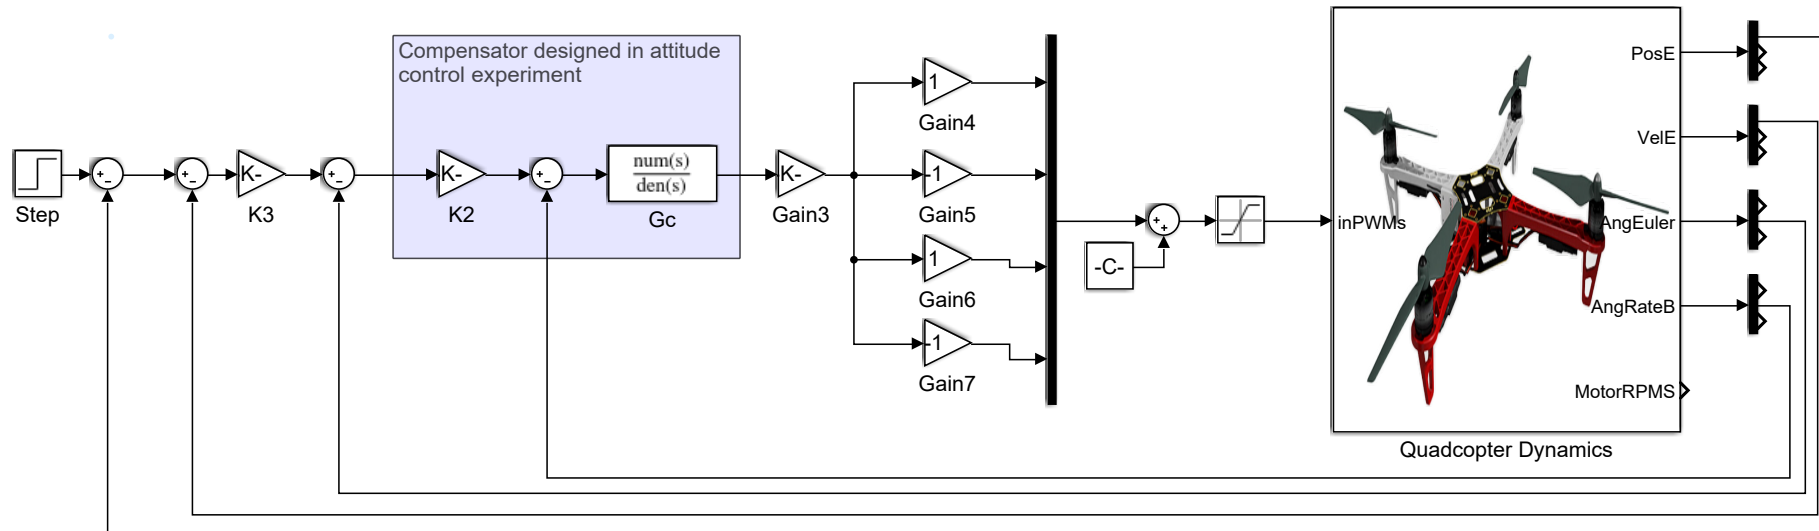 Compensator designed in attitude
control experiment
Step
+
-
+
-
K-
K3
+
-
K-
K2
+
-
num(s)
den(s)
Gc
K-
Gain3
1
Gain4
-1
Gain5
1
Gain6
-1
Gain7
-C-
+
+
inPWMs
PosE
VelE
AngEuler
AngRateB
MotorRPMS
Quadcopter Dynamics